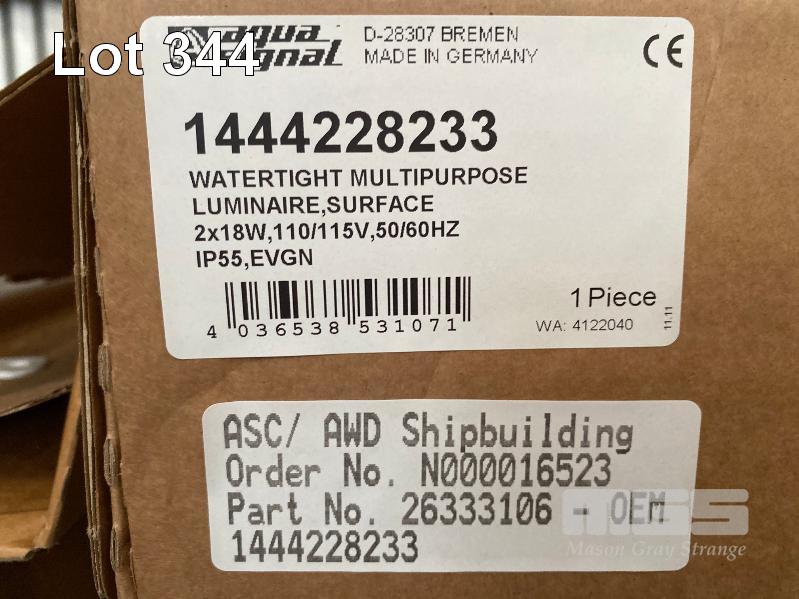 Lot 344
aqua signal
D-28307 BREMEN
MADE IN GERMANY
CE
1444228233
WATERTIGHT MULTIPURPOSE
LUMINAIRE,SURFACE
2x18W,110/115V,50/60HZ
IP55,EVGN
4 036538 531071
1 Piece
WA: 4122040
11.11
ASC/ AWD Shipbuilding
Order No. N000016523
Part No. 26333106 - OEM
1444228233
MGS
Mason Gray Strange